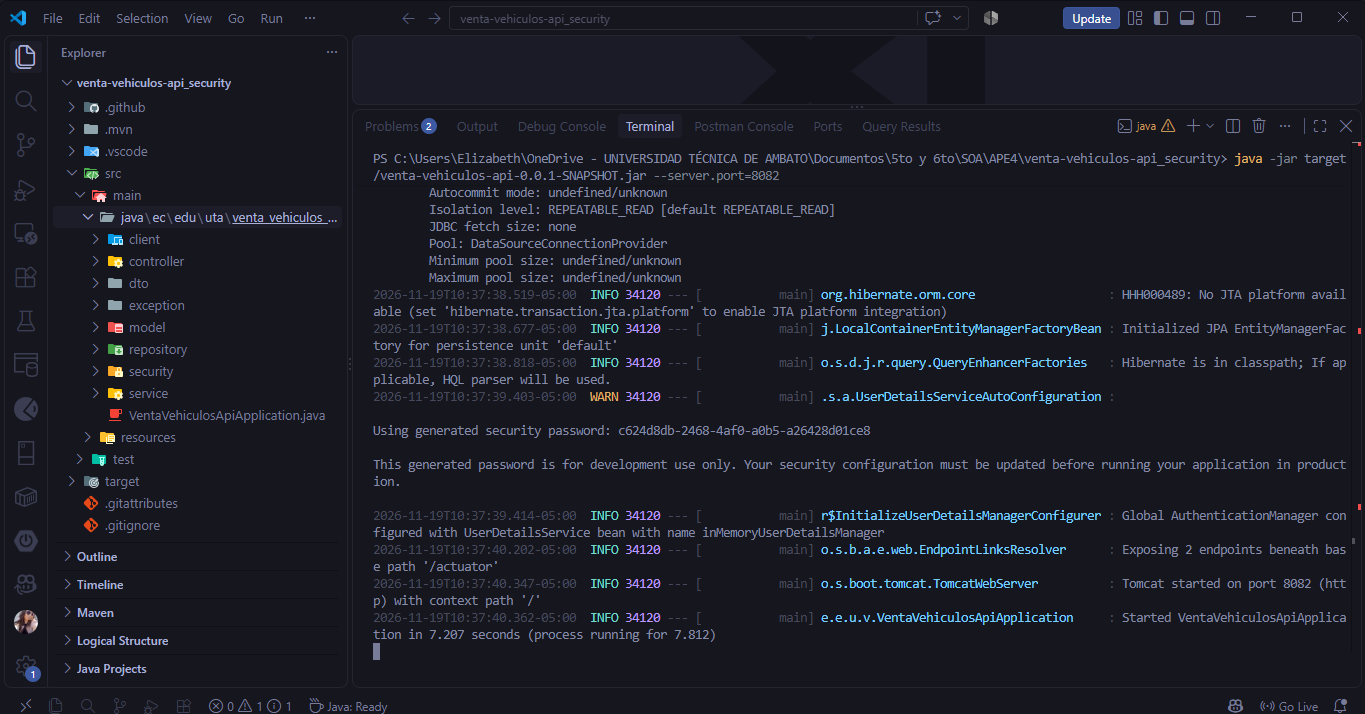 File Edit Selection View Go Run ··· venta-vehiculos-api_security Update
Explorer ···
venta-vehiculos-api_security
.github
.mvn
.vscode
src
main
java\ec\edu\uta\venta_vehiculos_...
client
controller
dto
exception
model
repository
security
service
VentaVehiculosApiApplication.java
resources
test
target
.gitattributes
.gitignore
Outline
Timeline
Maven
Logical Structure
Java Projects
1
Problems 2 Output Debug Console Terminal Postman Console Ports Query Results java
PS C:\Users\Elizabeth\OneDrive - UNIVERSIDAD TÉCNICA DE AMBATO\Documentos\5to y 6to\SOA\APE4\venta-vehiculos-api_security> java -jar target
/venta-vehiculos-api-0.0.1-SNAPSHOT.jar --server.port=8082
Autocommit mode: undefined/unknown
Isolation level: REPEATABLE_READ [default REPEATABLE_READ]
JDBC fetch size: none
Pool: DataSourceConnectionProvider
Minimum pool size: undefined/unknown
Maximum pool size: undefined/unknown
2026-11-19T10:37:38.519-05:00 INFO 34120 --- [ main] org.hibernate.orm.core : HHH000489: No JTA platform avail
able (set 'hibernate.transaction.jta.platform' to enable JTA platform integration)
2026-11-19T10:37:38.677-05:00 INFO 34120 --- [ main] j.LocalContainerEntityManagerFactoryBean : Initialized JPA EntityManagerFac
tory for persistence unit 'default'
2026-11-19T10:37:38.818-05:00 INFO 34120 --- [ main] o.s.d.j.r.query.QueryEnhancerFactories : Hibernate is in classpath; If ap
plicable, HQL parser will be used.
2026-11-19T10:37:39.403-05:00 WARN 34120 --- [ main] .s.a.UserDetailsServiceAutoConfiguration :
Using generated security password: c624d8db-2468-4af0-a0b5-a26428d01ce8
This generated password is for development use only. Your security configuration must be updated before running your application in product
ion.
2026-11-19T10:37:39.414-05:00 INFO 34120 --- [ main] r$InitializeUserDetailsManagerConfigurer : Global AuthenticationManager con
figured with UserDetailsService bean with name inMemoryUserDetailsManager
2026-11-19T10:37:40.202-05:00 INFO 34120 --- [ main] o.s.b.a.e.web.EndpointLinksResolver : Exposing 2 endpoints beneath bas
e path '/actuator'
2026-11-19T10:37:40.347-05:00 INFO 34120 --- [ main] o.s.boot.tomcat.TomcatWebServer : Tomcat started on port 8082 (htt
p) with context path '/'
2026-11-19T10:37:40.362-05:00 INFO 34120 --- [ main] e.e.u.v.VentaVehiculosApiApplication : Started VentaVehiculosApiApplica
tion in 7.207 seconds (process running for 7.812)
0 1 1 Java: Ready Go Live